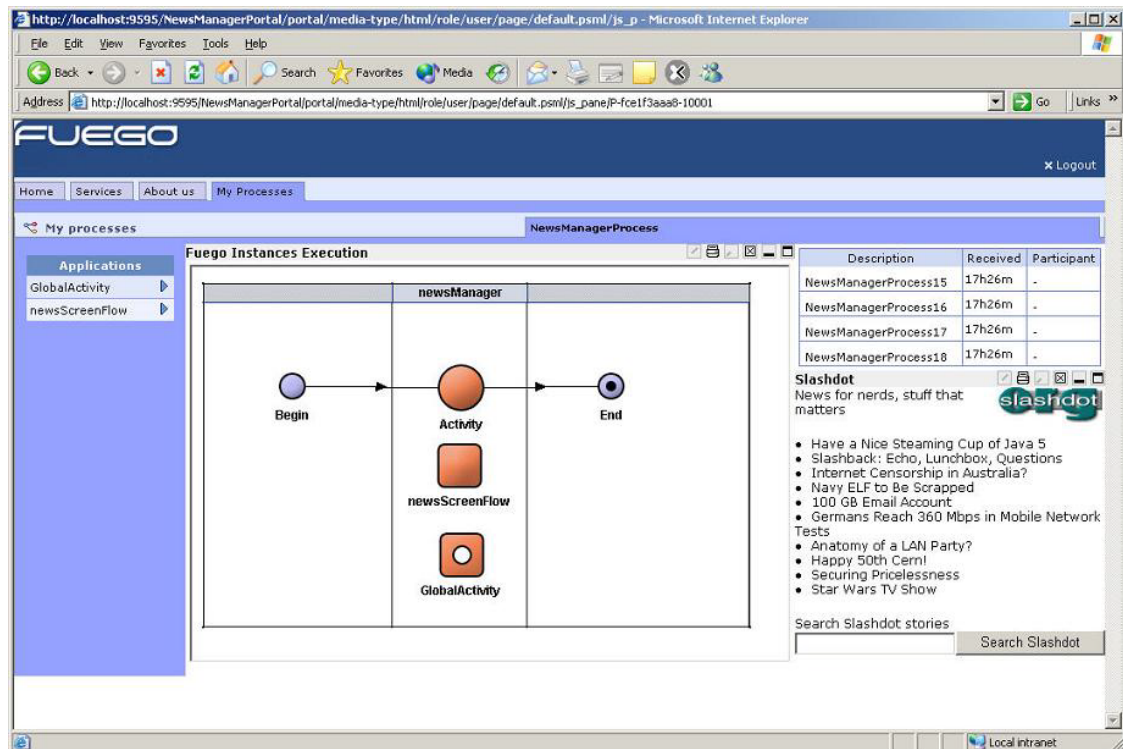 http://localhost:9595/NewsManagerPortal/portal/media-type/html/role/user/page/default.psml/js_p - Microsoft Internet Explorer
File Edit View Favorites Tools Help
Back Search Favorites Media
Address http://localhost:9595/NewsManagerPortal/portal/media-type/html/role/user/page/default.psml/js_pane/P-fce1f3aaa8-10001 Go Links »
FUEGO
× Logout
Home Services About us My Processes
My processes NewsManagerProcess
Applications
GlobalActivity
newsScreenFlow
Fuego Instances Execution
newsManager
Begin
Activity
End
newsScreenFlow
GlobalActivity
Description Received Participant
NewsManagerProcess15 17h26m -
NewsManagerProcess16 17h26m -
NewsManagerProcess17 17h26m -
NewsManagerProcess18 17h26m -
Slashdot
News for nerds, stuff that
matters
slashdot
• Have a Nice Steaming Cup of Java 5
• Slashback: Echo, Lunchbox, Questions
• Internet Censorship in Australia?
• Navy ELF to Be Scrapped
• 100 GB Email Account
• Germans Reach 360 Mbps in Mobile Network
Tests
• Anatomy of a LAN Party?
• Happy 50th Cern!
• Securing Pricelessness
• Star Wars TV Show
Search Slashdot stories
Search Slashdot
Local intranet